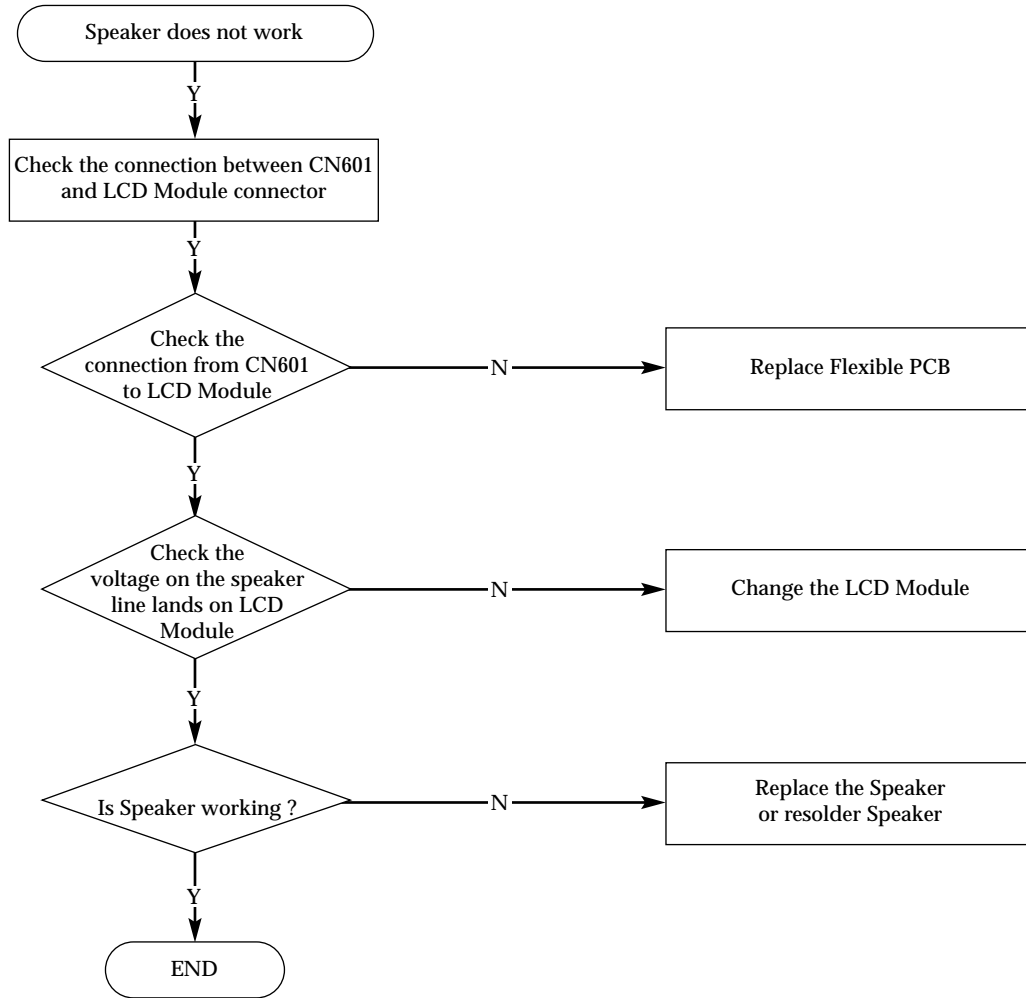 Speaker does not work
Y
Check the connection between CN601
and LCD Module connector
Y
Check the
connection from CN601
to LCD Module
N
Replace Flexible PCB
Y
Check the
voltage on the speaker
line lands on LCD
Module
N
Change the LCD Module
Y
Is Speaker working ?
N
Replace the Speaker
or resolder Speaker
Y
END